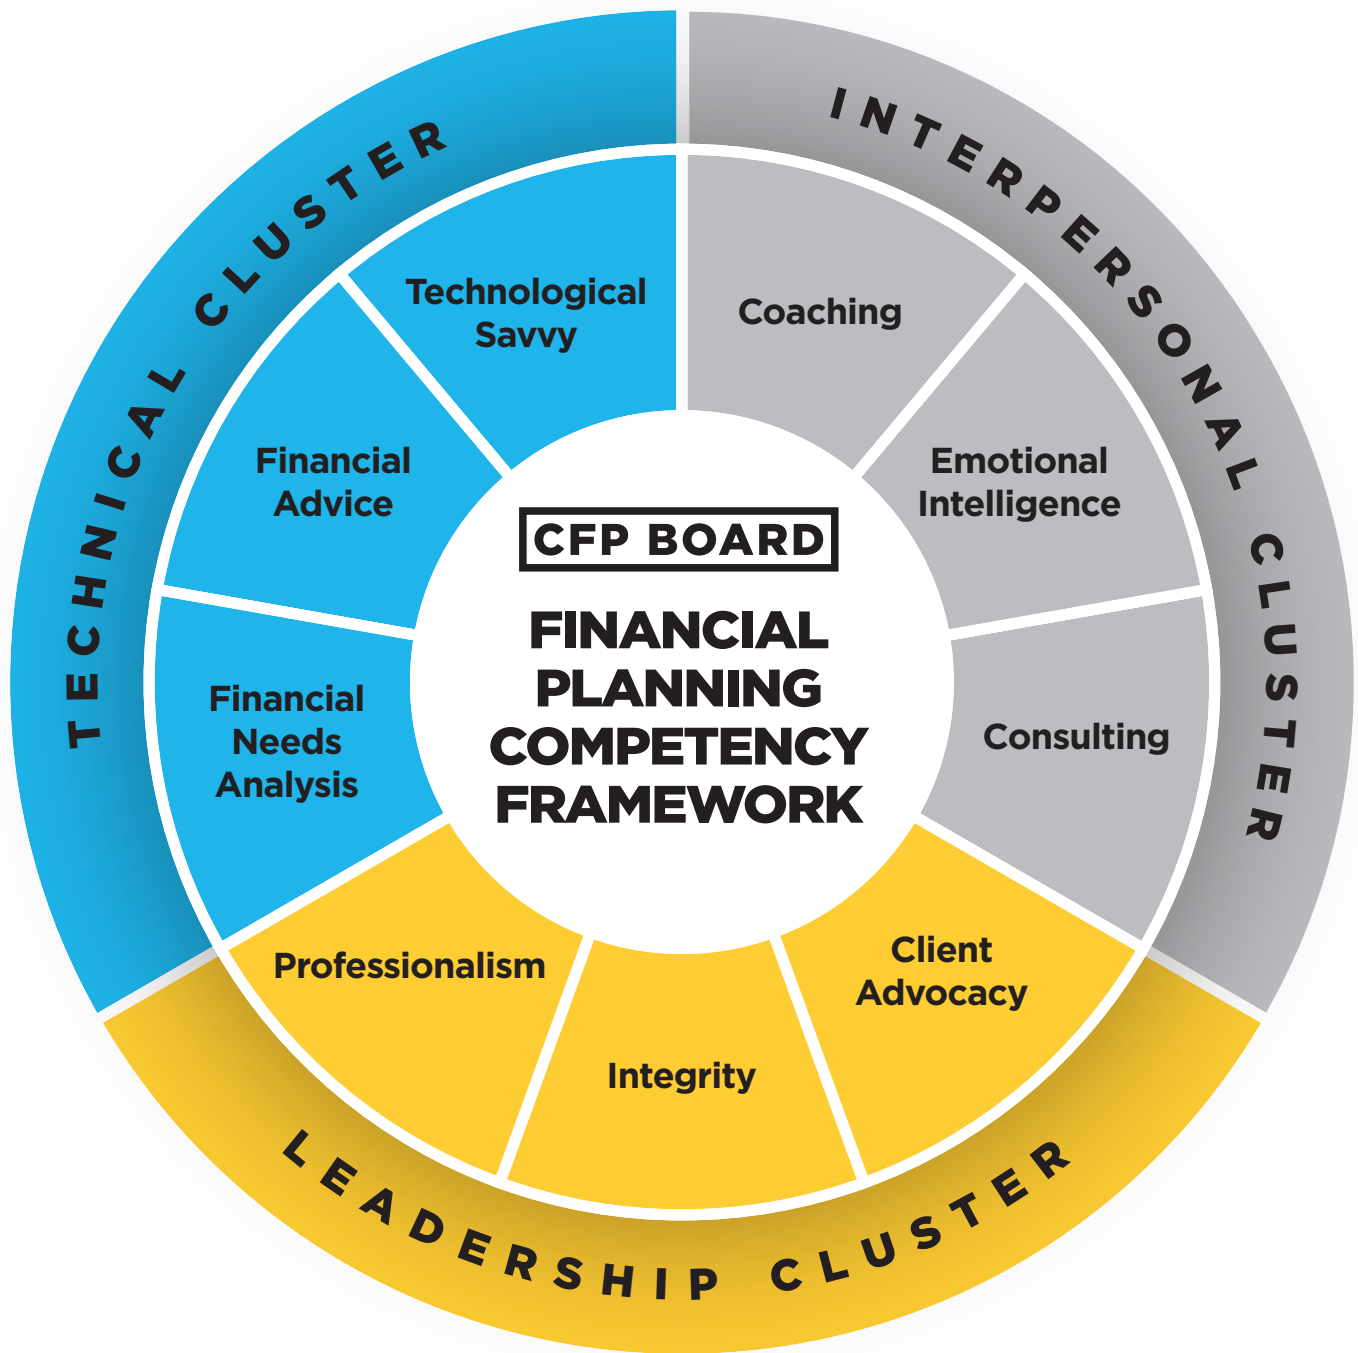 TECHNICAL CLUSTER
INTERPERSONAL CLUSTER
Technological
Savvy
Coaching
Financial
Advice
Emotional
Intelligence
CFP BOARD
FINANCIAL
PLANNING
COMPETENCY
FRAMEWORK
Financial
Needs
Analysis
Consulting
Professionalism
Client
Advocacy
Integrity
LEADERSHIP CLUSTER